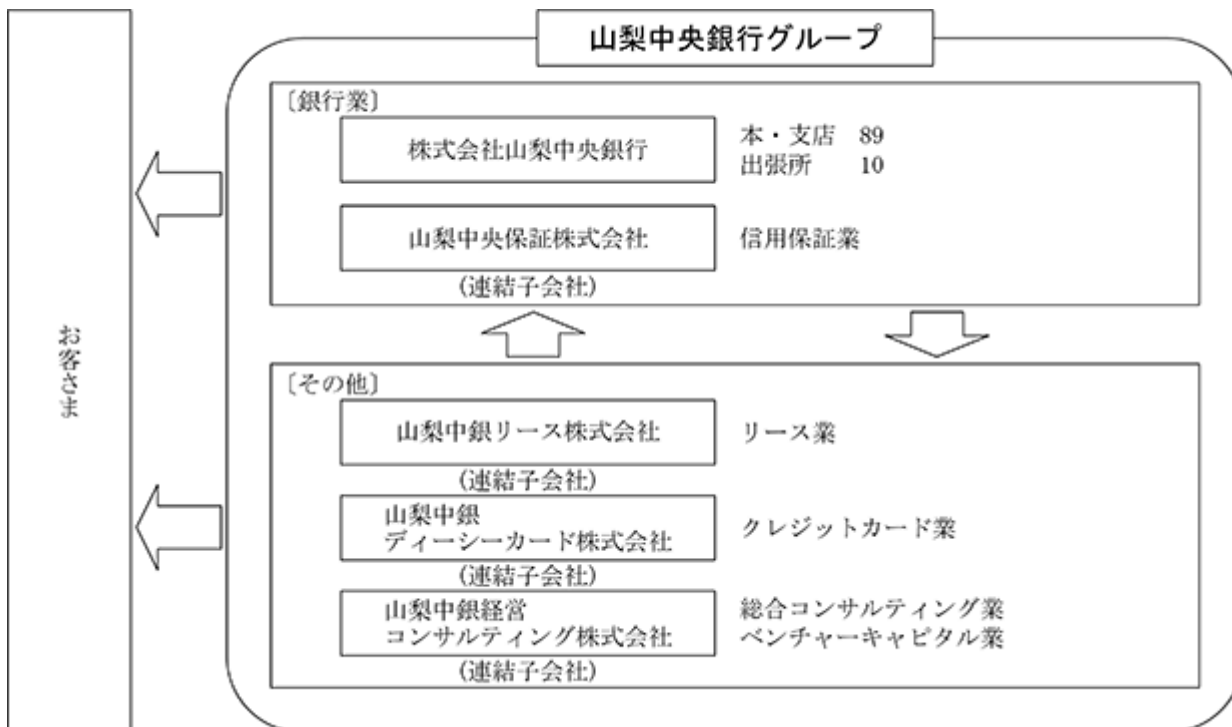 山梨中央銀行グループ
〔銀行業〕
株式会社山梨中央銀行
本・支店 89
出張所 10
山梨中央保証株式会社
信用保証業
(連結子会社)
お客さま
〔その他〕
山梨中銀リース株式会社
リース業
(連結子会社)
山梨中銀
ディーシーカード株式会社
クレジットカード業
(連結子会社)
山梨中銀経営
コンサルティング株式会社
総合コンサルティング業
ベンチャーキャピタル業
(連結子会社)